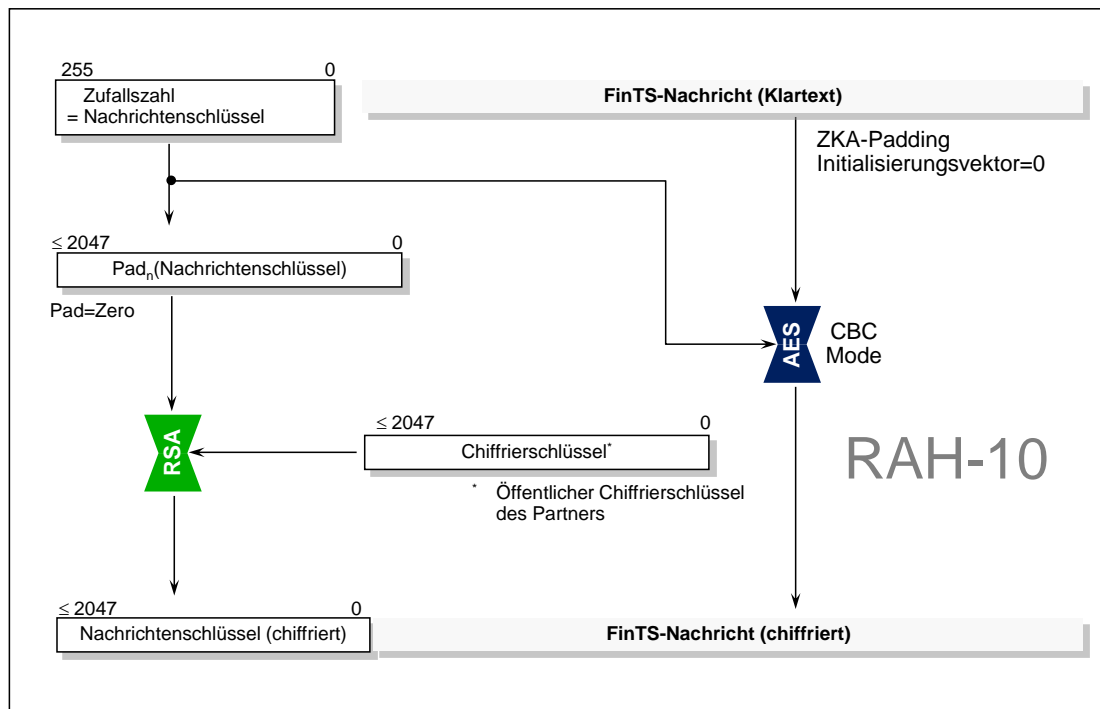 255 0
Zufallszahl
= Nachrichtenschlüssel
FinTS-Nachricht (Klartext)
ZKA-Padding
Initialisierungsvektor=0
≤ 2047 0
Padn(Nachrichtenschlüssel)
Pad=Zero
AES
CBC
Mode
≤ 2047 0
RSA
Chiffrierschlüssel*
RAH-10
* Öffentlicher Chiffrierschlüssel
des Partners
≤ 2047 0
Nachrichtenschlüssel (chiffriert)
FinTS-Nachricht (chiffriert)